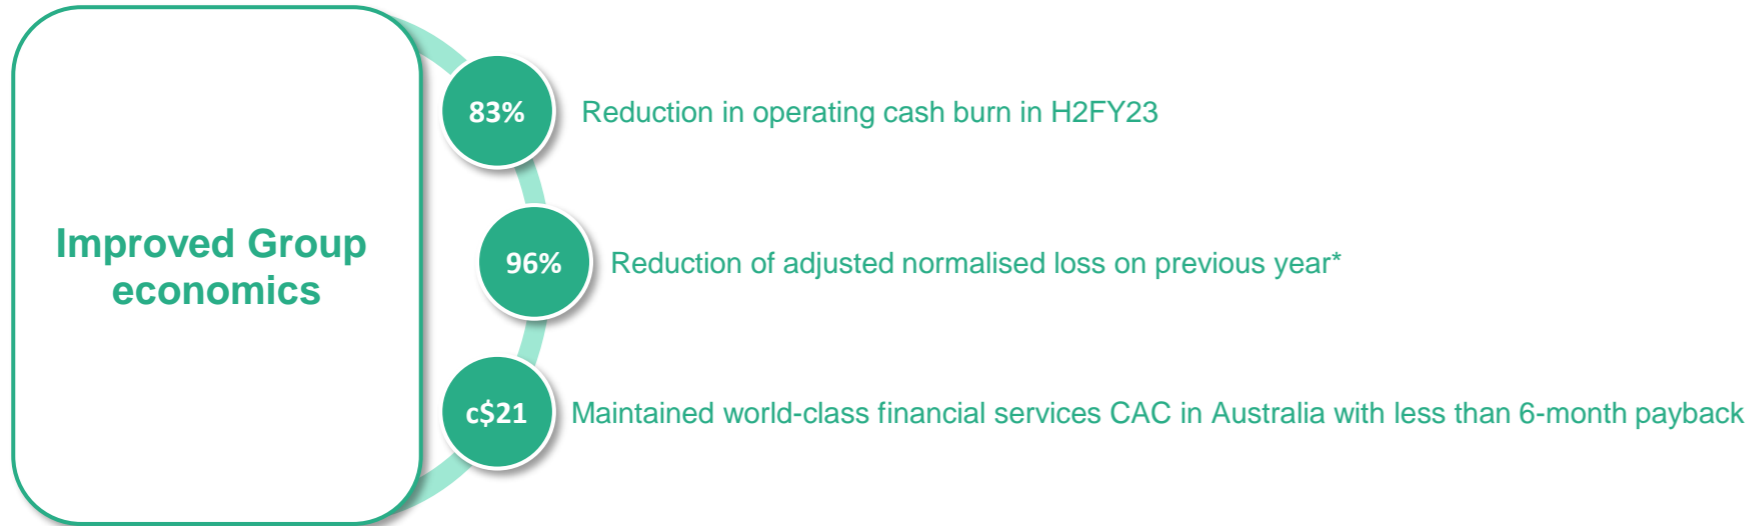 Improved Group
economics
83%
Reduction in operating cash burn in H2FY23
96%
Reduction of adjusted normalised loss on previous year*
c$21
Maintained world-class financial services CAC in Australia with less than 6-month payback